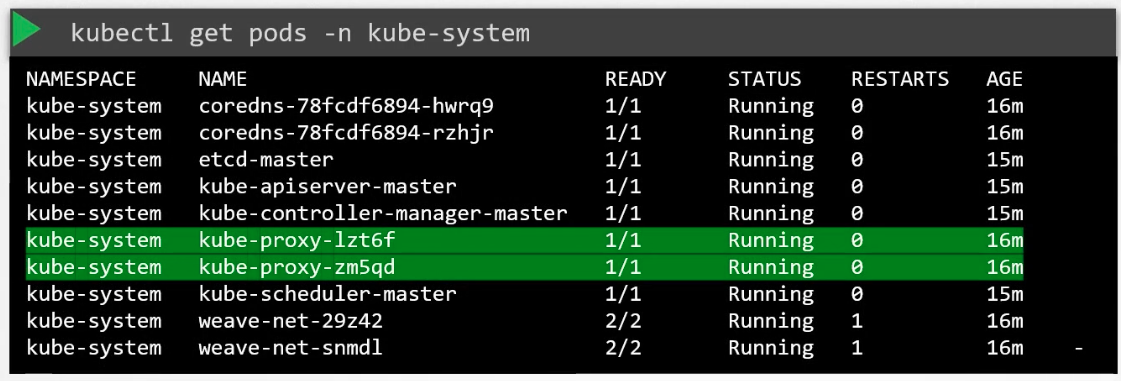 kubectl get pods -n kube-system
NAMESPACE NAME READY STATUS RESTARTS AGE
kube-system coredns-78fcdf6894-hwrq9 1/1 Running 0 16m
kube-system coredns-78fcdf6894-rzhjr 1/1 Running 0 16m
kube-system etcd-master 1/1 Running 0 15m
kube-system kube-apiserver-master 1/1 Running 0 15m
kube-system kube-controller-manager-master 1/1 Running 0 15m
kube-system kube-proxy-lzt6f 1/1 Running 0 16m
kube-system kube-proxy-zm5qd 1/1 Running 0 16m
kube-system kube-scheduler-master 1/1 Running 0 15m
kube-system weave-net-29z42 2/2 Running 1 16m
kube-system weave-net-snmdl 2/2 Running 1 16m -